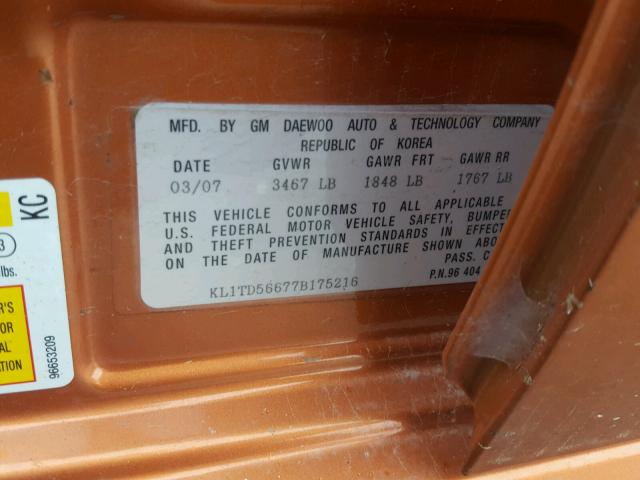 MFD. BY GM DAEWOO AUTO & TECHNOLOGY COMPANY
REPUBLIC OF KOREA
DATE GVWR GAWR FRT GAWR RR
03/07 3467 LB 1848 LB 1767 LB
THIS VEHICLE CONFORMS TO ALL APPLICABLE
U.S. FEDERAL MOTOR VEHICLE SAFETY, BUMPER
AND THEFT PREVENTION STANDARDS IN EFFECT
ON THE DATE OF MANUFACTURE SHOWN
PASS.
P.N.96 404
KL1TD56677B175216
KC
3
lbs.
96653209